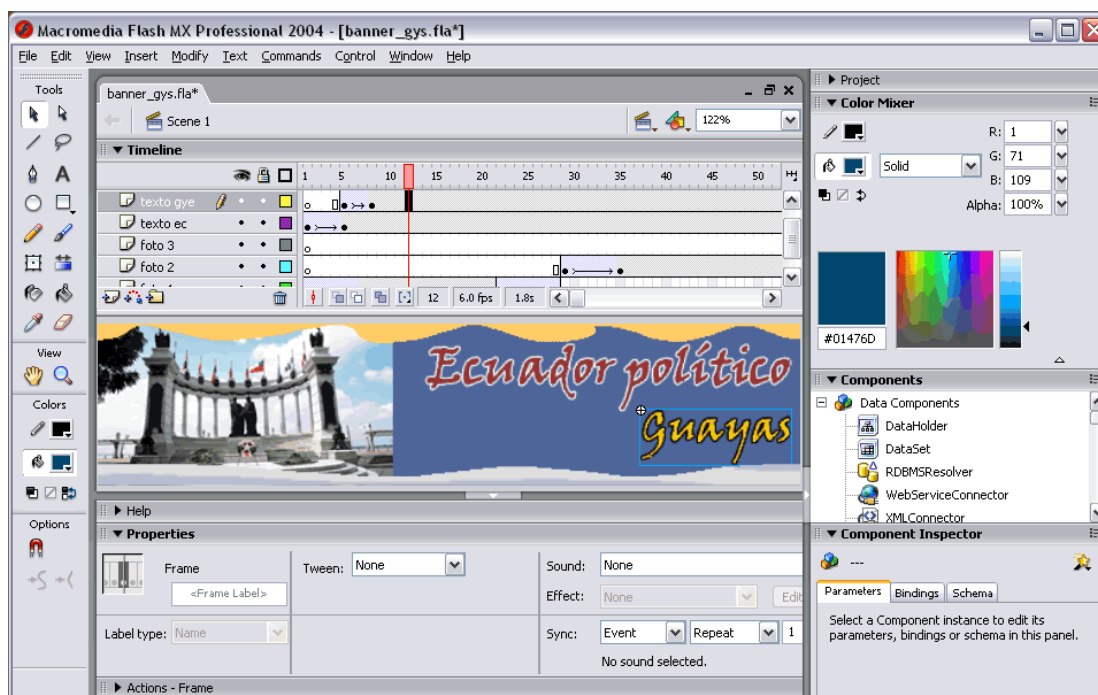 Macromedia Flash MX Professional 2004 - [banner_gys.fla*]
File Edit View Insert Modify Text Commands Control Window Help
Tools
View
Colors
Options
banner_gys.fla*
Scene 1
122%
Timeline
1 5 10 15 20 25 30 35 40 45 50
texto gye
texto ec
foto 3
foto 2
12 6.0 fps 1.8s
Ecuador político
Guayas
Help
Properties
Frame
<Frame Label>
Label type: Name
Tween: None
Sound: None
Effect: None Edit
Sync: Event Repeat 1
No sound selected.
Actions - Frame
Project
Color Mixer
R: 1
Solid
G: 71
B: 109
Alpha: 100%
#01476D
Components
Data Components
DataHolder
DataSet
RDBMSResolver
WebServiceConnector
XMLConnector
Component Inspector
---
Parameters Bindings Schema
Select a Component instance to edit its
parameters, bindings or schema in this panel.